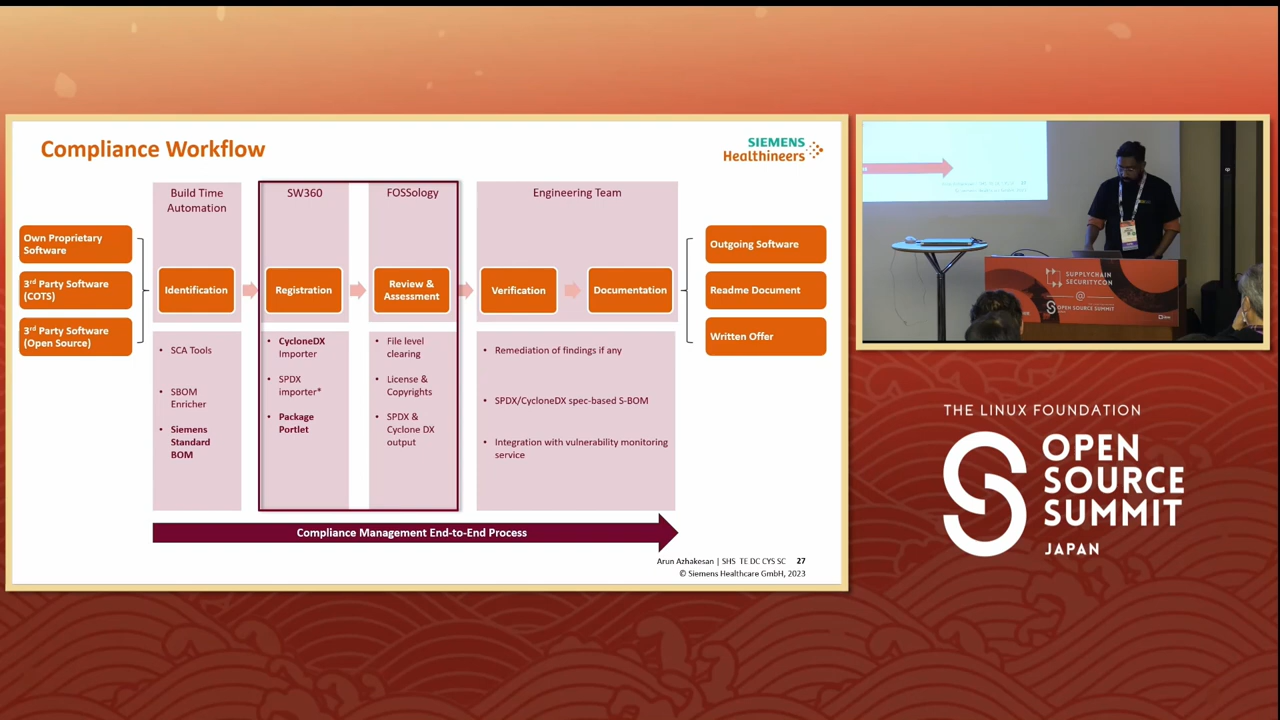 Compliance Workflow
SIEMENS
Healthineers
Build Time
Automation
SW360
FOSSology
Engineering Team
Own Proprietary
Software
3rd Party Software
(COTS)
3rd Party Software
(Open Source)
Identification
Registration
Review &
Assessment
Verification
Documentation
Outgoing Software
Readme Document
Written Offer
• SCA Tools
• SBOM
Enricher
• Siemens
Standard
BOM
• CycloneDX
Importer
• SPDX
importer*
• Package
Portlet
• File level
clearing
• License &
Copyrights
• SPDX &
Cyclone DX
output
• Remediation of findings if any
• SPDX/CycloneDX spec-based S-BOM
• Integration with vulnerability monitoring
service
Compliance Management End-to-End Process
Arun Azhakesan | SHS TE DC CYS SC 27
© Siemens Healthcare GmbH, 2023
SUPPLYCHAIN
SECURITYCON
@
OPEN SOURCE SUMMIT
THE LINUX FOUNDATION
OPEN
SOURCE
SUMMIT
JAPAN